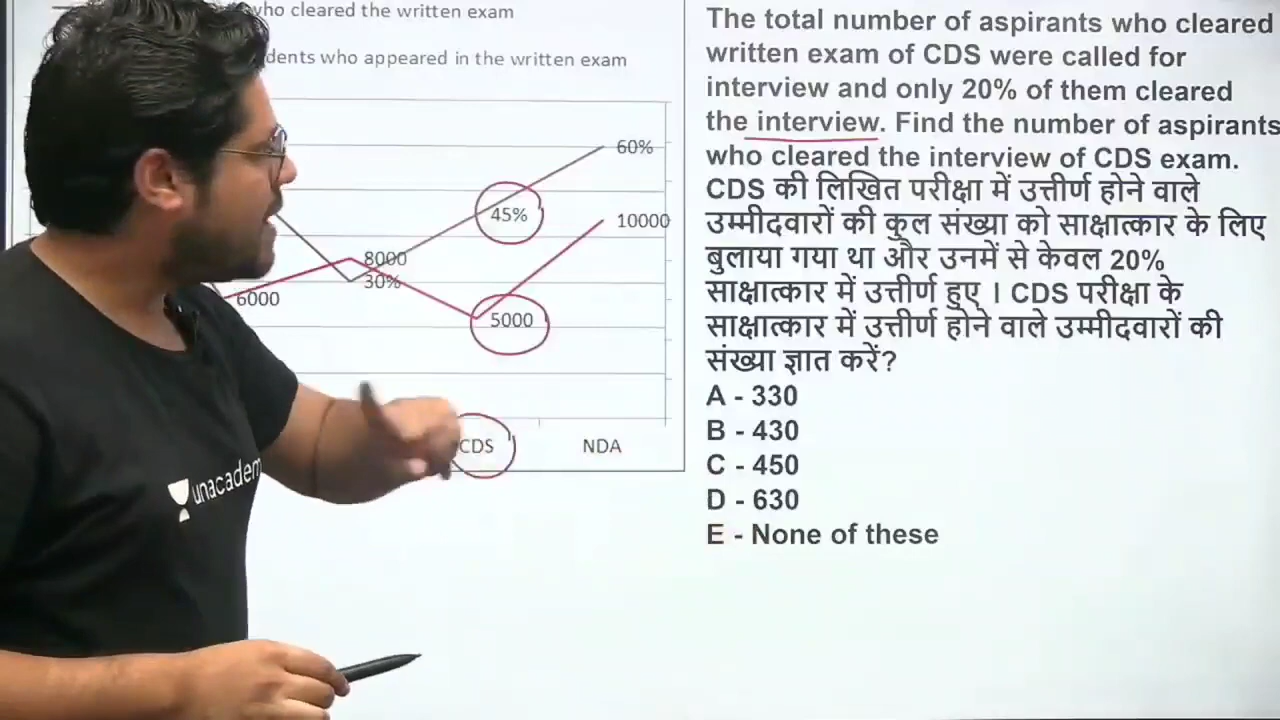 who cleared the written exam
dents who appeared in the written exam
60%
45%
10000
8000
30%
6000
5000
CDS
NDA
unacadem
The total number of aspirants who cleared
written exam of CDS were called for
interview and only 20% of them cleared
the interview. Find the number of aspirants
who cleared the interview of CDS exam.
CDS की लिखित परीक्षा में उत्तीर्ण होने वाले
उम्मीदवारों की कुल संख्या को साक्षात्कार के लिए
बुलाया गया था और उनमें से केवल 20%
साक्षात्कार में उत्तीर्ण हुए । CDS परीक्षा के
साक्षात्कार में उत्तीर्ण होने वाले उम्मीदवारों की
संख्या ज्ञात करें?
A - 330
B - 430
C - 450
D - 630
E - None of these